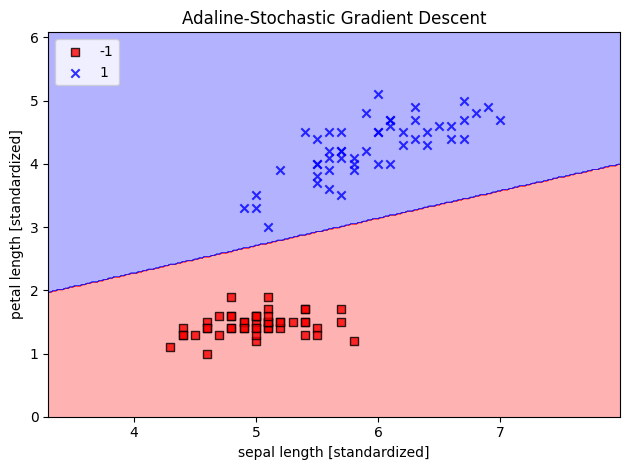 Adaline-Stochastic Gradient Descent
-1
1
petal length [standardized]
6
5
4
3
2
1
0
4 5 6 7
sepal length [standardized]